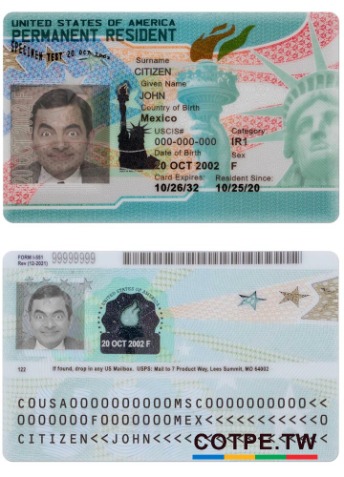 UNITED STATES OF AMERICA
PERMANENT RESIDENT
SPECIMEN TEST 20 OCT 2002
Surname
CITIZEN
Given Name
JOHN
Country of Birth
Mexico
USCIS# Category
000-000-000 IR1
Date of Birth Sex
20 OCT 2002 F
Card Expires: Resident Since:
10/26/32 10/25/20
FORM I-551 99999999
Rev (12-2021)
UNITED STATES OF AMERICA
20 OCT 2002 F
122 If found, drop in any US Mailbox. USPS: Mail to 7 Product Way, Lees Summit, MO 64002
COUSA0000000000MSC0000000000<<
0000000F0000000MEX<<<<<<<<<<<0
CITIZEN<<JOHN<<<<
COTPE.TW